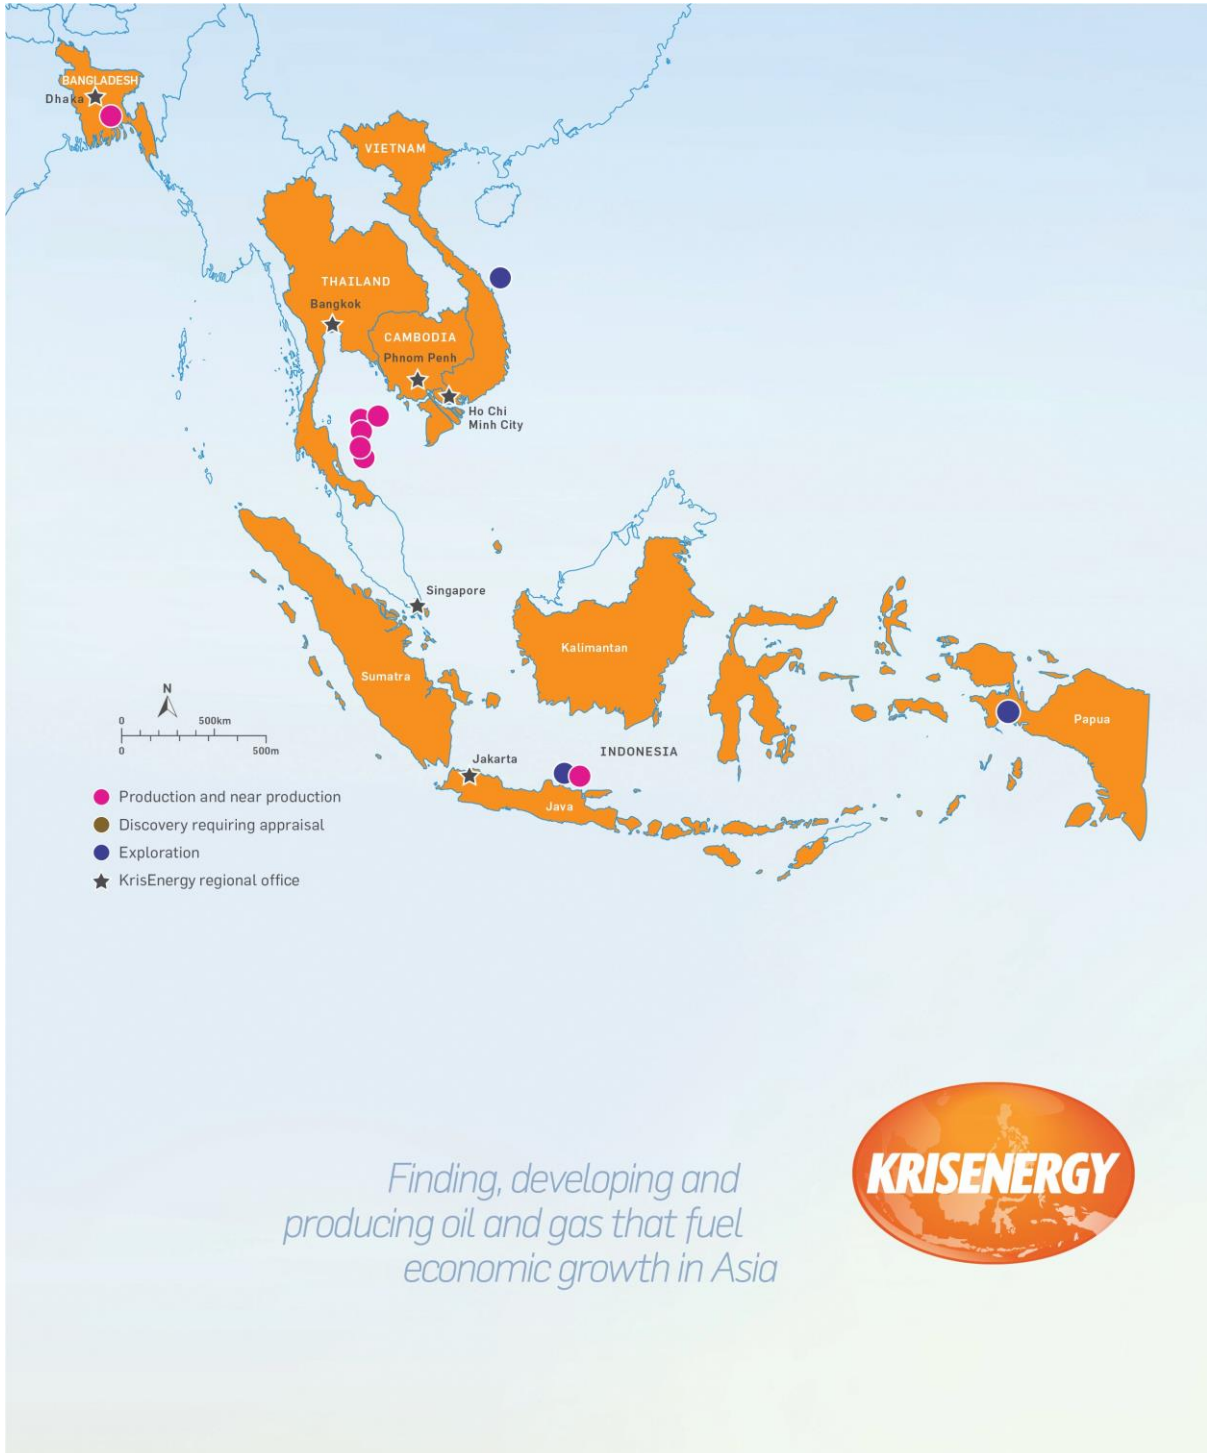 BANGLADESH
Dhaka
VIETNAM
THAILAND
Bangkok
CAMBODIA
Phnom Penh
Ho Chi
Minh City
Singapore
Kalimantan
Sumatra
Papua
INDONESIA
Jakarta
Java
N
0 500km
0 500m
Production and near production
Discovery requiring appraisal
Exploration
KrisEnergy regional office
KRISENERGY
Finding, developing and
producing oil and gas that fuel
economic growth in Asia